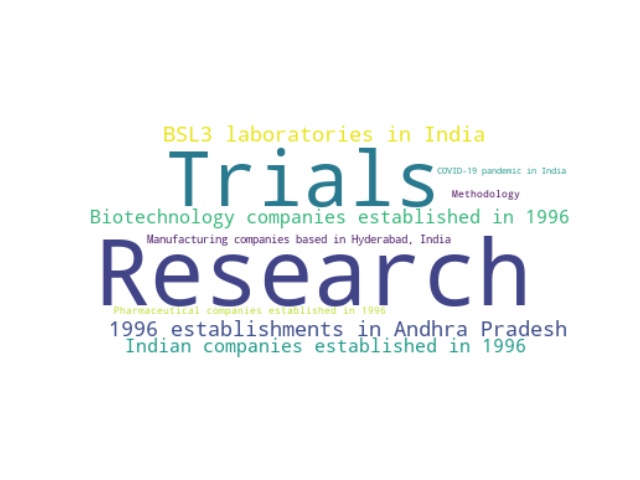 BSL3 laboratories in India
Trials
COVID-19 pandemic in India
Methodology
Biotechnology companies established in 1996
Manufacturing companies based in Hyderabad, India
Research
Pharmaceutical companies established in 1996
1996 establishments in Andhra Pradesh
Indian companies established in 1996